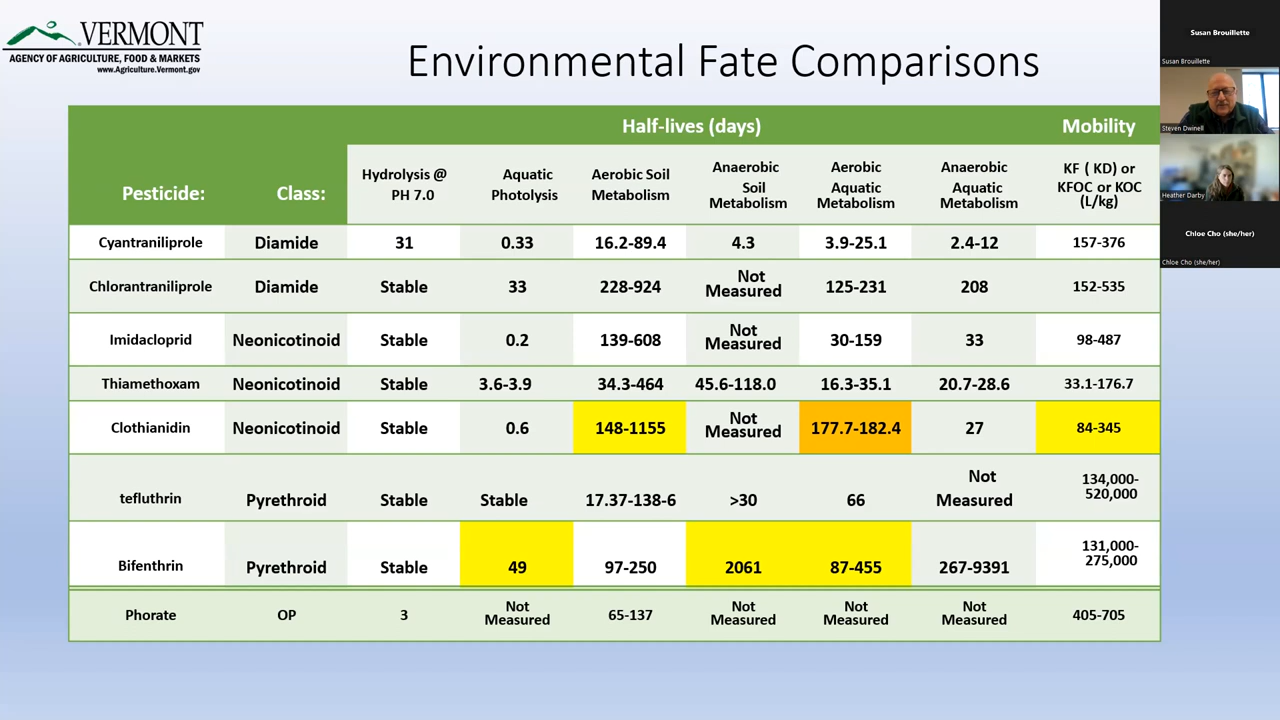 VERMONT
AGENCY OF AGRICULTURE, FOOD & MARKETS
www.Agriculture.Vermont.gov
Environmental Fate Comparisons
Susan Brouillette
Susan Brouillette
Steven Dwinell
Heather Darby
Chloe Cho (she/her)
Chloe Cho (she/her)
Half-lives (days) Mobility
Pesticide: Class: Hydrolysis @ PH 7.0 Aquatic Photolysis Aerobic Soil Metabolism Anaerobic Soil Metabolism Aerobic Aquatic Metabolism Anaerobic Aquatic Metabolism KF ( KD) or KFOC or KOC (L/kg)
Cyantraniliprole Diamide 31 0.33 16.2-89.4 4.3 3.9-25.1 2.4-12 157-376
Chlorantraniliprole Diamide Stable 33 228-924 Not Measured 125-231 208 152-535
Imidacloprid Neonicotinoid Stable 0.2 139-608 Not Measured 30-159 33 98-487
Thiamethoxam Neonicotinoid Stable 3.6-3.9 34.3-464 45.6-118.0 16.3-35.1 20.7-28.6 33.1-176.7
Clothianidin Neonicotinoid Stable 0.6 148-1155 Not Measured 177.7-182.4 27 84-345
tefluthrin Pyrethroid Stable Stable 17.37-138-6 >30 66 Not Measured 134,000-520,000
Bifenthrin Pyrethroid Stable 49 97-250 2061 87-455 267-9391 131,000-275,000
Phorate OP 3 Not Measured 65-137 Not Measured Not Measured Not Measured 405-705